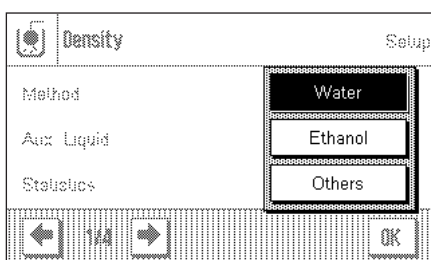 Density Setup
Method Water
Aux Liquid Ethanol
Statistics Others
1/4 OK